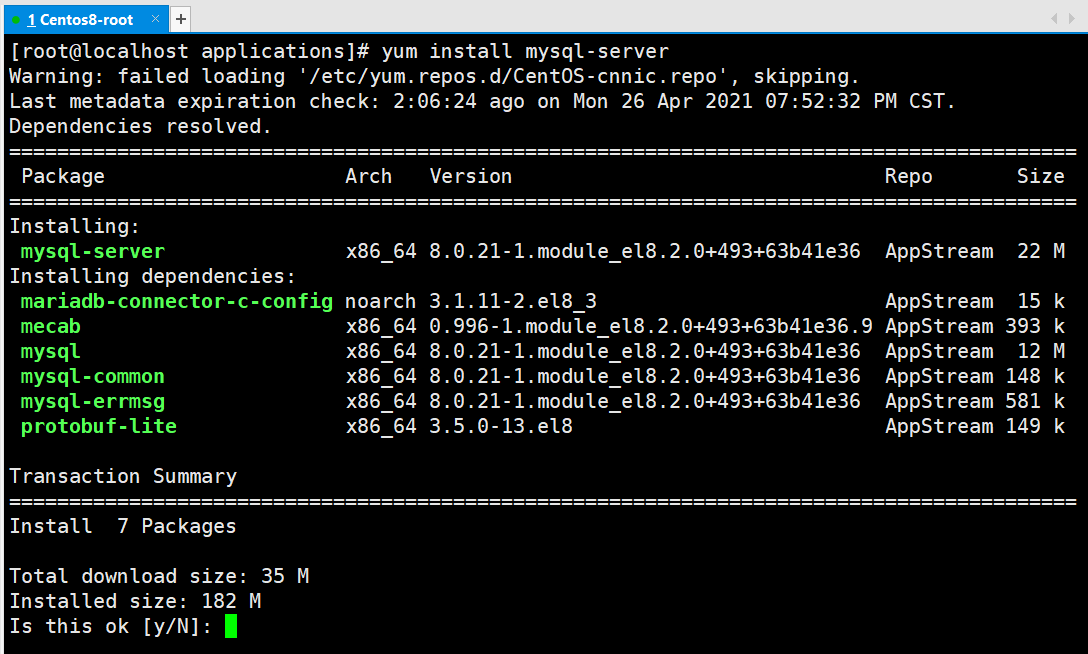 1 Centos8-root × +
[root@localhost applications]# yum install mysql-server
Warning: failed loading '/etc/yum.repos.d/CentOS-cnnic.repo', skipping.
Last metadata expiration check: 2:06:24 ago on Mon 26 Apr 2021 07:52:32 PM CST.
Dependencies resolved.
=========================================================================================
Package Arch Version Repo Size
=========================================================================================
Installing:
mysql-server x86_64 8.0.21-1.module_el8.2.0+493+63b41e36 AppStream 22 M
Installing dependencies:
mariadb-connector-c-config noarch 3.1.11-2.el8_3 AppStream 15 k
mecab x86_64 0.996-1.module_el8.2.0+493+63b41e36.9 AppStream 393 k
mysql x86_64 8.0.21-1.module_el8.2.0+493+63b41e36 AppStream 12 M
mysql-common x86_64 8.0.21-1.module_el8.2.0+493+63b41e36 AppStream 148 k
mysql-errmsg x86_64 8.0.21-1.module_el8.2.0+493+63b41e36 AppStream 581 k
protobuf-lite x86_64 3.5.0-13.el8 AppStream 149 k
Transaction Summary
=========================================================================================
Install 7 Packages
Total download size: 35 M
Installed size: 182 M
Is this ok [y/N]: